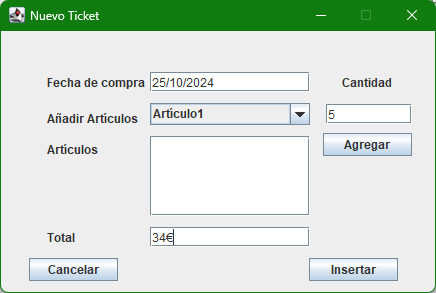 Nuevo Ticket
Fecha de compra 25/10/2024 Cantidad
Añadir Artículos Artículo1 5
Artículos Agregar
Total 34€
Cancelar Insertar